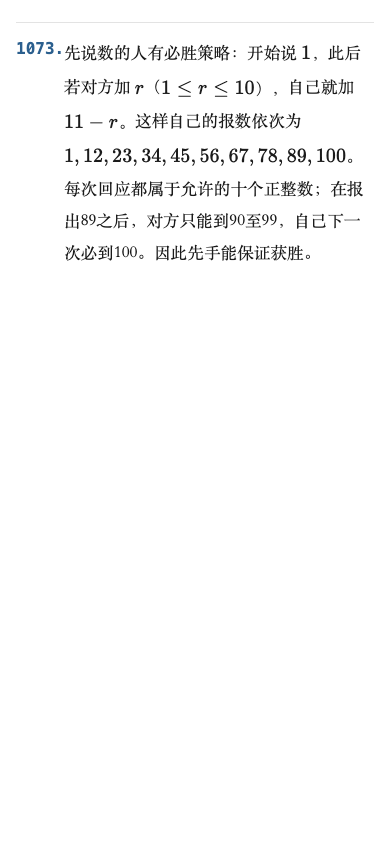 1073. 先说数的人有必胜策略：开始说 1，此后
若对方加 r（1 ≤ r ≤ 10），自己就加
11 − r。这样自己的报数依次为
1, 12, 23, 34, 45, 56, 67, 78, 89, 100。
每次回应都属于允许的十个正整数；在报
出89之后，对方只能到90至99，自己下一
次必到100。因此先手能保证获胜。